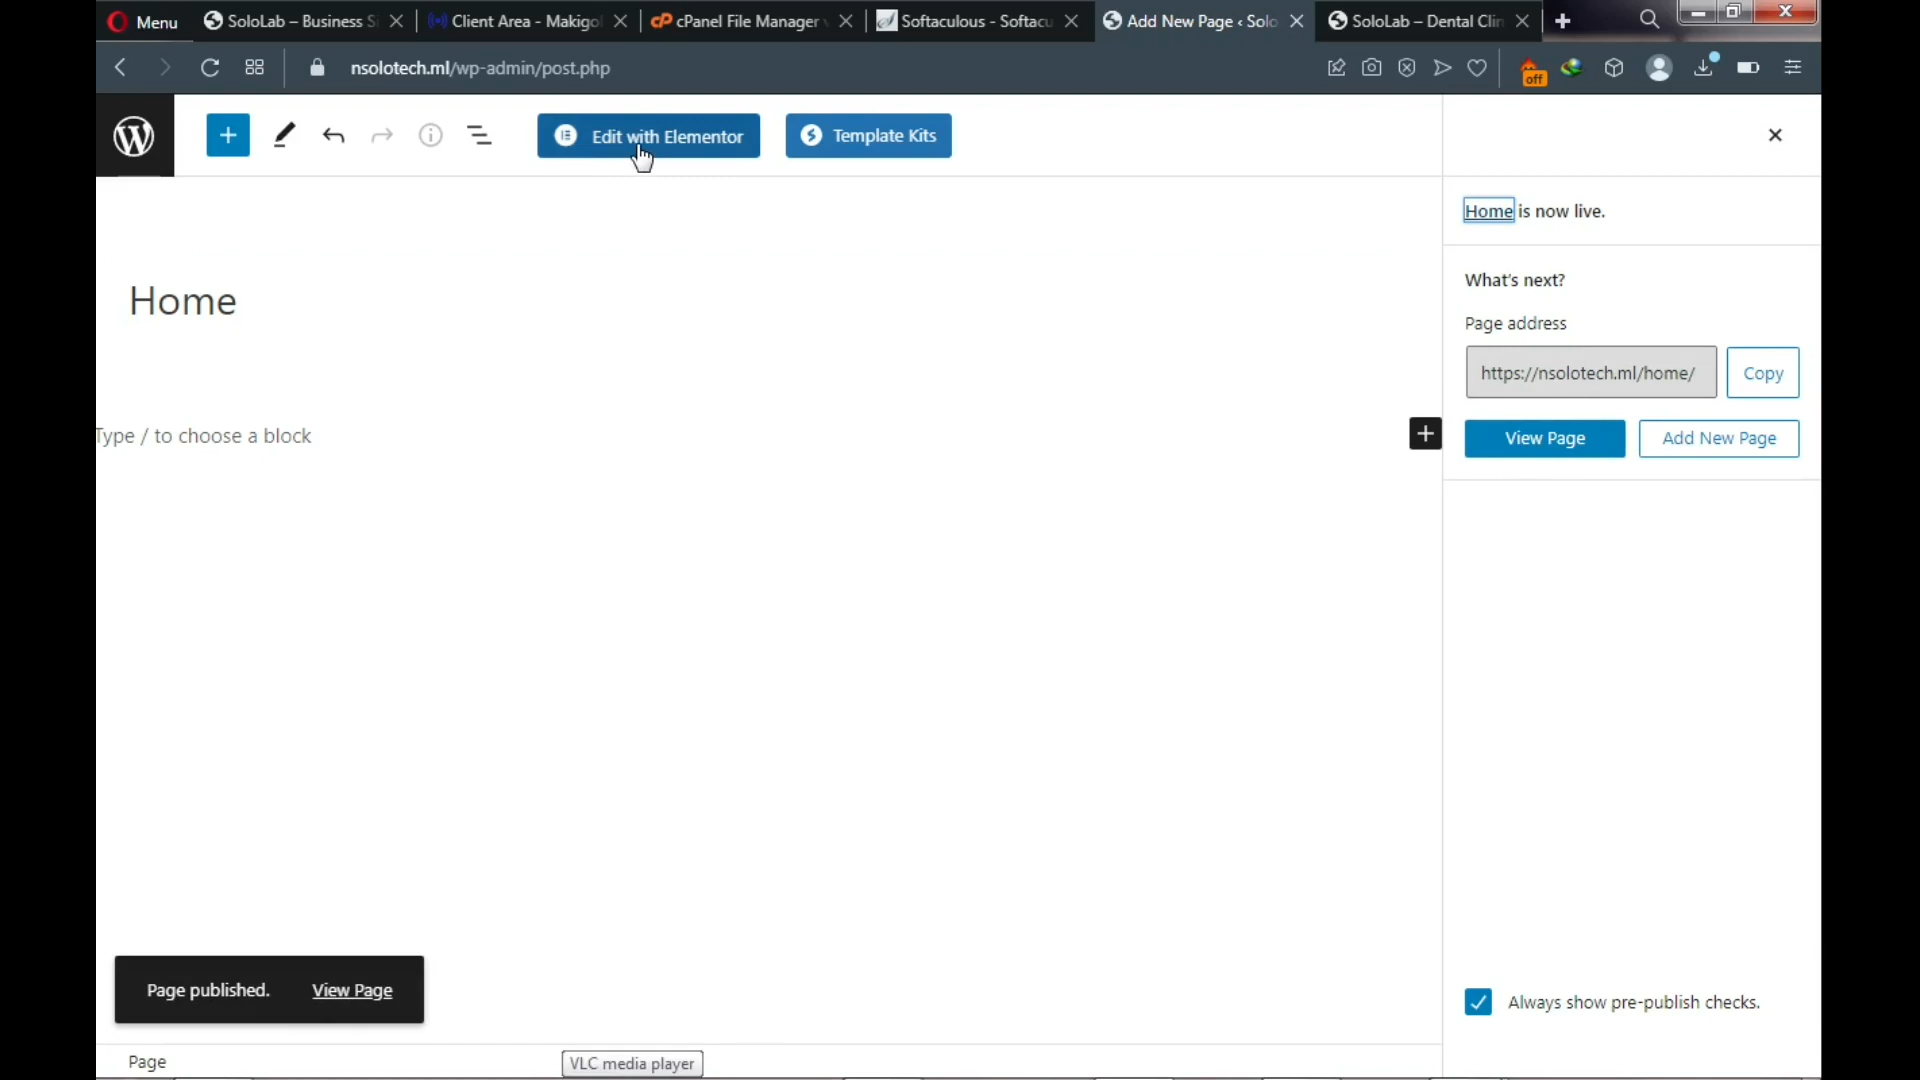 Menu
SoloLab – Business Si
Client Area - Makigol
cPanel File Manager
Softaculous - Softacu
Add New Page ‹ Solo
SoloLab – Dental Clin
nsolotech.ml/wp-admin/post.php
off
Edit with Elementor
Template Kits
Home is now live.
What's next?
Home
Page address
https://nsolotech.ml/home/
Copy
Type / to choose a block
View Page
Add New Page
Page published.
View Page
Always show pre-publish checks.
Page
VLC media player